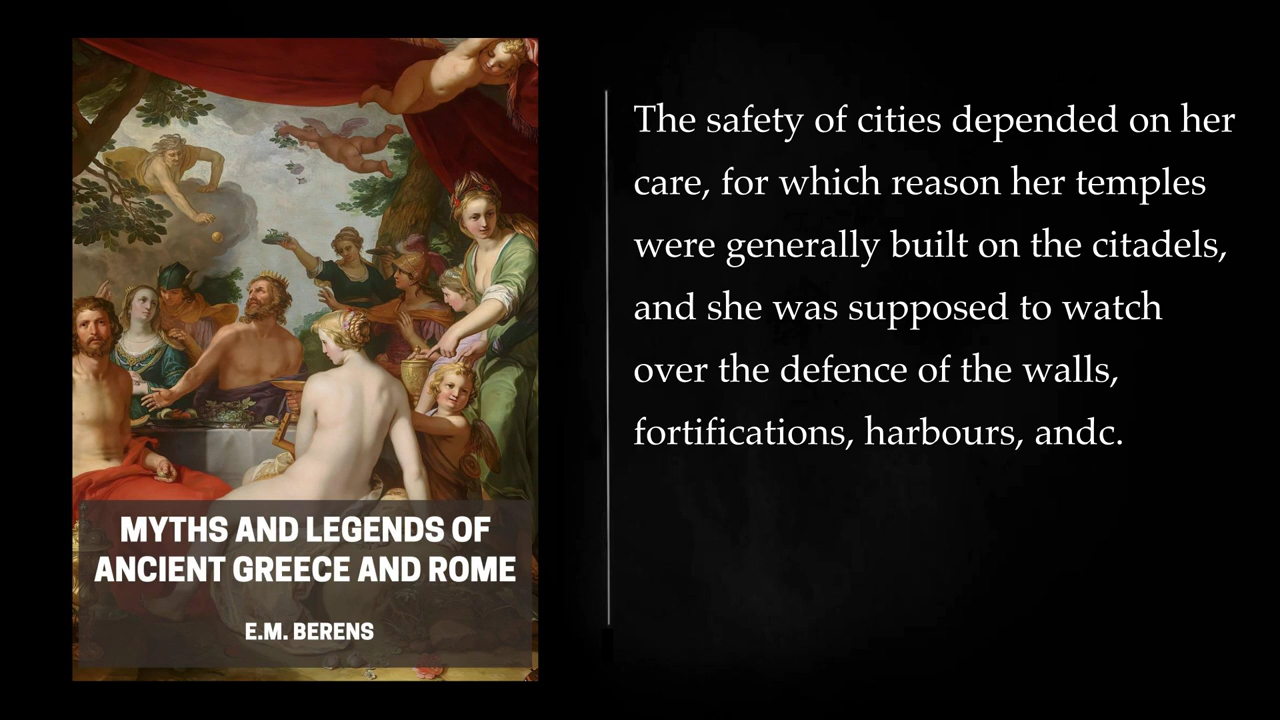 MYTHS AND LEGENDS OF
ANCIENT GREECE AND ROME
E.M. BERENS
The safety of cities depended on her
care, for which reason her temples
were generally built on the citadels,
and she was supposed to watch
over the defence of the walls,
fortifications, harbours, andc.